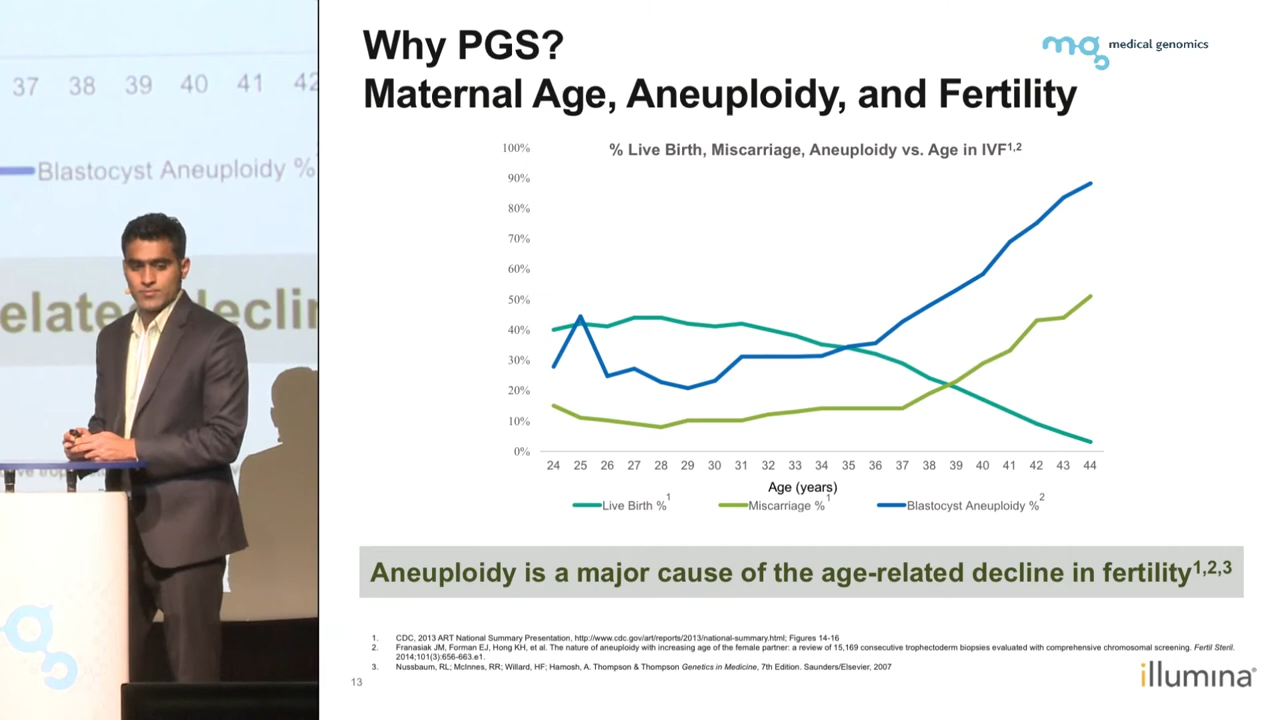 37 38 39 40 41 42
Blastocyst Aneuploidy %
elate declin
Why PGS?
Maternal Age, Aneuploidy, and Fertility
mg medical genomics
% Live Birth, Miscarriage, Aneuploidy vs. Age in IVF1,2
100%
90%
80%
70%
60%
50%
40%
30%
20%
10%
0%
24 25 26 27 28 29 30 31 32 33 34 35 36 37 38 39 40 41 42 43 44
Age (years)
Live Birth %1 Miscarriage %1 Blastocyst Aneuploidy %2
Aneuploidy is a major cause of the age-related decline in fertility1,2,3
1. CDC, 2013 ART National Summary Presentation, http://www.cdc.gov/art/reports/2013/national-summary.html; Figures 14-16
2. Franasiak JM, Forman EJ, Hong KH, et al. The nature of aneuploidy with increasing age of the female partner: a review of 15,169 consecutive trophectoderm biopsies evaluated with comprehensive chromosomal screening. Fertil Steril.
2014;101(3):656-663.e1.
3. Nussbaum, RL; McInnes, RR; Willard, HF; Hamosh, A. Thompson & Thompson Genetics in Medicine, 7th Edition. Saunders/Elsevier, 2007
13
illumina®
mg